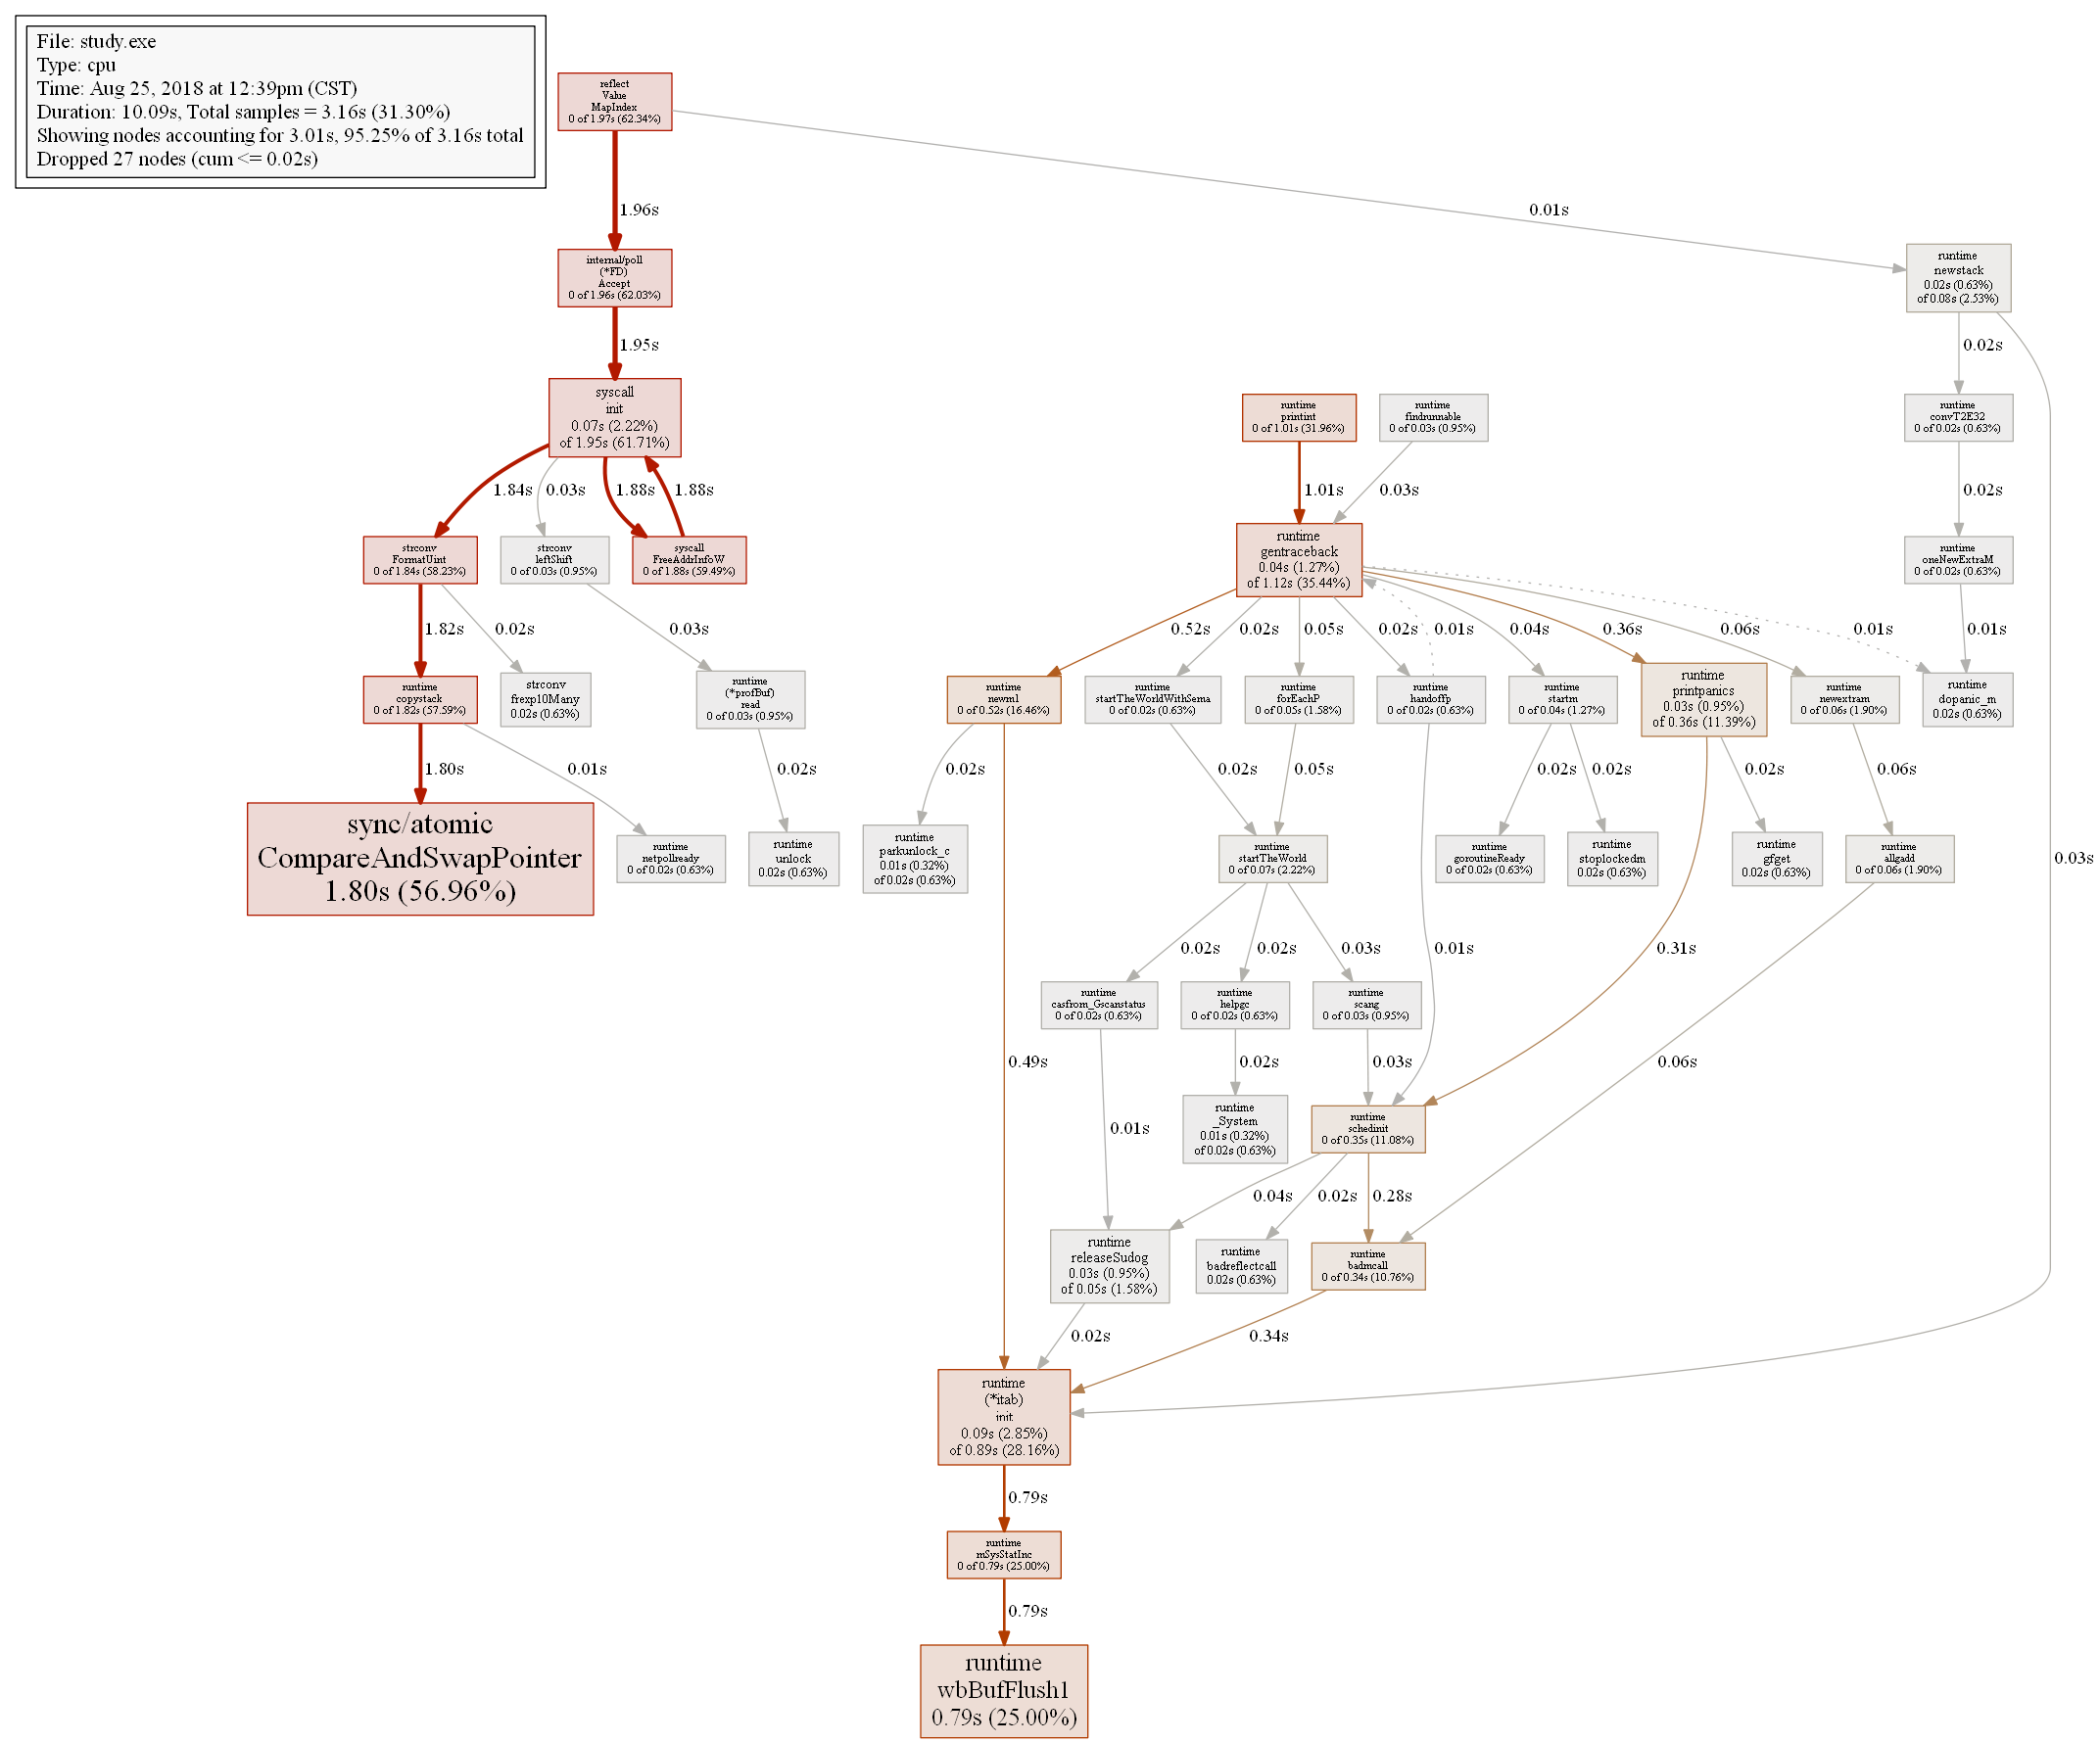 File: study.exe
Type: cpu
Time: Aug 25, 2018 at 12:39pm (CST)
Duration: 10.09s, Total samples = 3.16s (31.30%)
Showing nodes accounting for 3.01s, 95.25% of 3.16s total
Dropped 27 nodes (cum <= 0.02s)
reflect
Value
MapIndex
0 of 1.97s (62.34%)
1.96s
0.01s
internal/poll
(*FD)
Accept
0 of 1.96s (62.03%)
runtime
newstack
0.02s (0.63%)
of 0.08s (2.53%)
1.95s
0.02s
syscall
init
0.07s (2.22%)
of 1.95s (61.71%)
runtime
printint
0 of 1.01s (31.96%)
runtime
findrunnable
0 of 0.03s (0.95%)
runtime
convT2E32
0 of 0.02s (0.63%)
1.84s
0.03s
1.88s
1.88s
1.01s
0.03s
0.02s
strconv
FormatUint
0 of 1.84s (58.23%)
strconv
leftShift
0 of 0.03s (0.95%)
syscall
FreeAddrInfoW
0 of 1.88s (59.49%)
runtime
gentraceback
0.04s (1.27%)
of 1.12s (35.44%)
runtime
oneNewExtraM
0 of 0.02s (0.63%)
1.82s
0.02s
0.03s
0.52s
0.02s
0.05s
0.02s
0.01s
0.04s
0.36s
0.06s
0.01s
0.01s
runtime
copystack
0 of 1.82s (57.59%)
strconv
frexp10Many
0.02s (0.63%)
runtime
(*profBuf)
read
0 of 0.03s (0.95%)
runtime
newm1
0 of 0.52s (16.46%)
runtime
startTheWorldWithSema
0 of 0.02s (0.63%)
runtime
forEachP
0 of 0.05s (1.58%)
runtime
handoffp
0 of 0.02s (0.63%)
runtime
startm
0 of 0.04s (1.27%)
runtime
printpanics
0.03s (0.95%)
of 0.36s (11.39%)
runtime
newextram
0 of 0.06s (1.90%)
runtime
dopanic_m
0.02s (0.63%)
1.80s
0.01s
0.02s
0.02s
0.02s
0.05s
0.02s
0.02s
0.02s
0.06s
sync/atomic
CompareAndSwapPointer
1.80s (56.96%)
runtime
netpollready
0 of 0.02s (0.63%)
runtime
unlock
0.02s (0.63%)
runtime
parkunlock_c
0.01s (0.32%)
of 0.02s (0.63%)
runtime
startTheWorld
0 of 0.07s (2.22%)
runtime
goroutineReady
0 of 0.02s (0.63%)
runtime
stoplockedm
0.02s (0.63%)
runtime
gfget
0.02s (0.63%)
runtime
allgadd
0 of 0.06s (1.90%)
0.03s
0.02s
0.02s
0.03s
0.01s
0.31s
runtime
casfrom_Gscanstatus
0 of 0.02s (0.63%)
runtime
helpgc
0 of 0.02s (0.63%)
runtime
scang
0 of 0.03s (0.95%)
0.49s
0.02s
0.03s
0.06s
runtime
_System
0.01s (0.32%)
of 0.02s (0.63%)
runtime
schedinit
0 of 0.35s (11.08%)
0.01s
0.04s
0.02s
0.28s
runtime
releaseSudog
0.03s (0.95%)
of 0.05s (1.58%)
runtime
badreflectcall
0.02s (0.63%)
runtime
badmcall
0 of 0.34s (10.76%)
0.02s
0.34s
runtime
(*itab)
init
0.09s (2.85%)
of 0.89s (28.16%)
0.79s
runtime
mSysStatInc
0 of 0.79s (25.00%)
0.79s
runtime
wbBufFlush1
0.79s (25.00%)